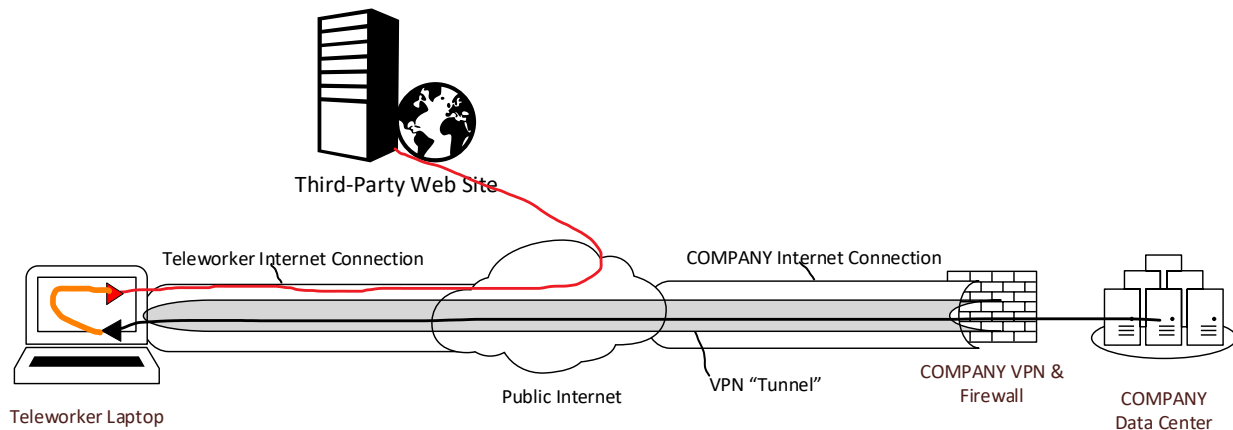 Third-Party Web Site
Teleworker Internet Connection
COMPANY Internet Connection
Public Internet
VPN “Tunnel”
COMPANY VPN &
Firewall
Teleworker Laptop
COMPANY
Data Center